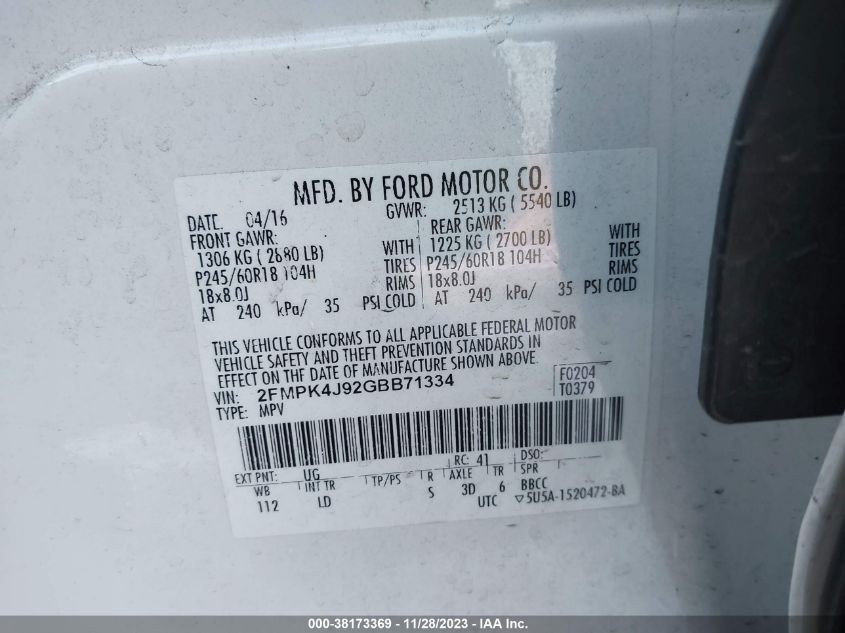 MFD. BY FORD MOTOR CO.
DATE: 04/16 GVWR: 2513 KG ( 5540 LB)
FRONT GAWR: REAR GAWR:
1306 KG ( 2880 LB) WITH 1225 KG ( 2700 LB) WITH
P245/60R18 104H TIRES P245/60R18 104H TIRES
18x8.0J RIMS 18x8.0J RIMS
AT 240 kPa/ 35 PSI COLD AT 240 kPa/ 35 PSI COLD
THIS VEHICLE CONFORMS TO ALL APPLICABLE FEDERAL MOTOR
VEHICLE SAFETY AND THEFT PREVENTION STANDARDS IN
EFFECT ON THE DATE OF MANUFACTURE SHOWN ABOVE.
VIN: 2FMPK4J92GBB71334 F0204
TYPE: MPV T0379
EXT PNT: UG RC: 41 DSO:
WB INT TR TP/PS R AXLE TR SPR
112 LD S 3D 6 BBCC
UTC ▽5U5A-1520472-BA
000-38173369 - 11/28/2023 - IAA Inc.